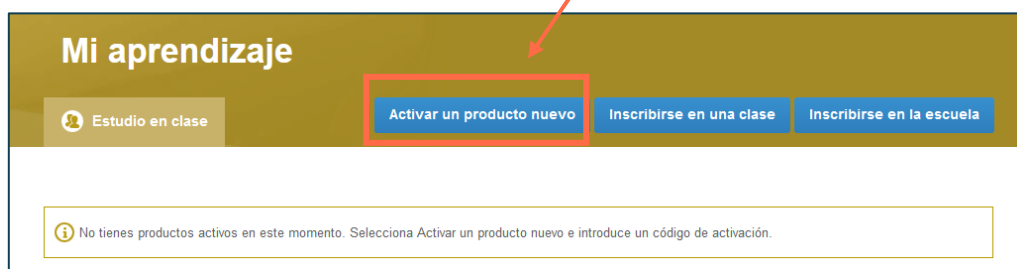 Mi aprendizaje
Estudio en clase
Activar un producto nuevo
Inscribirse en una clase
Inscribirse en la escuela
No tienes productos activos en este momento. Selecciona Activar un producto nuevo e introduce un código de activación.